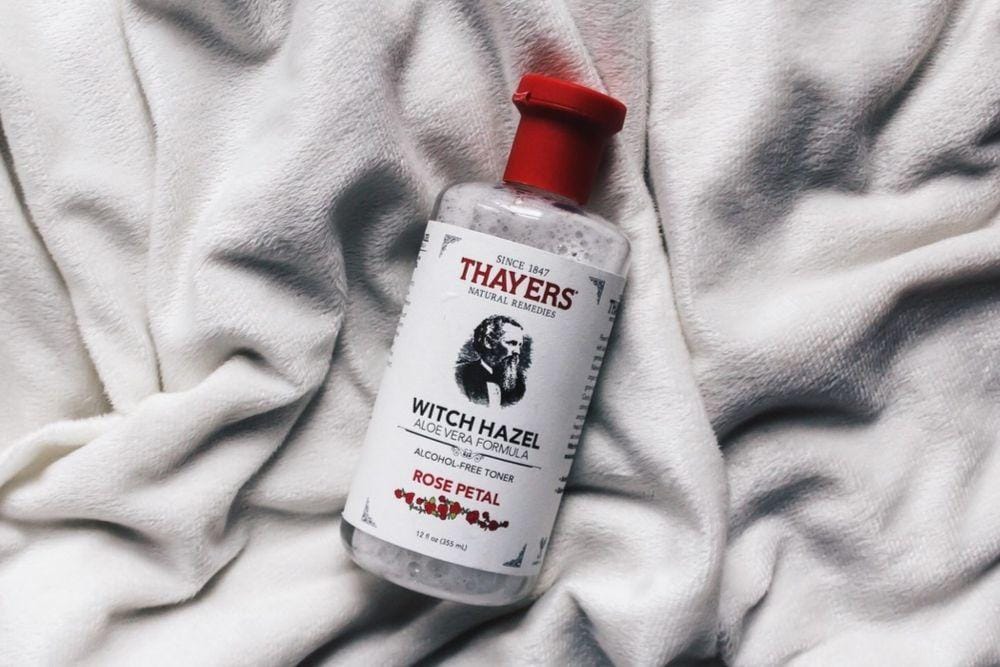 SINCE 1847
THAYERS
NATURAL REMEDIES
WITCH HAZEL
ALOE VERA FORMULA
ALCOHOL-FREE TONER
ROSE PETAL
12 fl oz (355 mL)